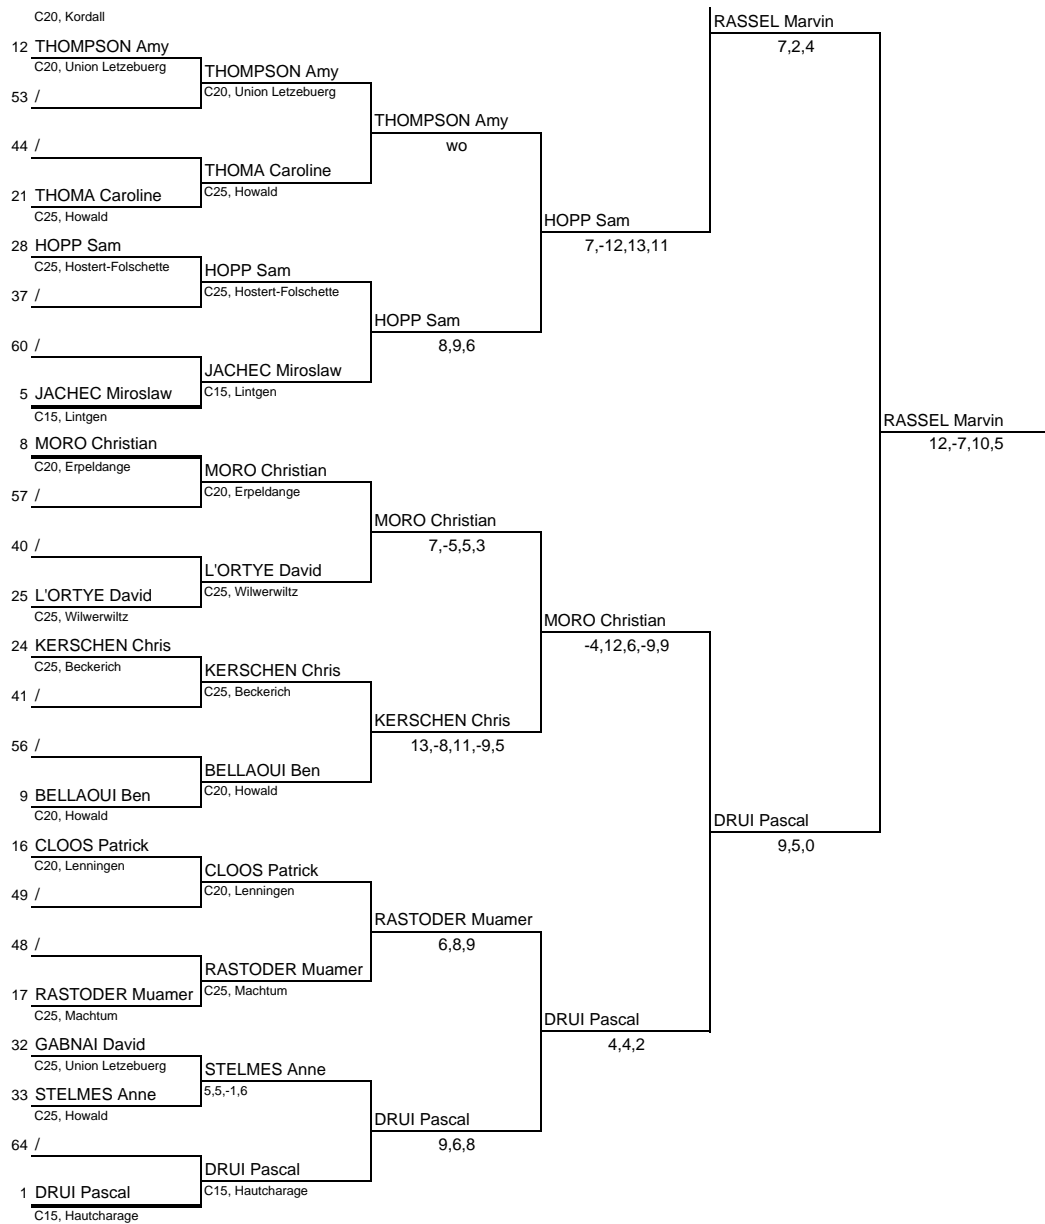 C20, Kordall
RASSEL Marvin
7,2,4
12 THOMPSON Amy
C20, Union Letzebuerg
THOMPSON Amy
C20, Union Letzebuerg
53 /
THOMPSON Amy
wo
44 /
THOMA Caroline
C25, Howald
21 THOMA Caroline
C25, Howald
HOPP Sam
7,-12,13,11
28 HOPP Sam
C25, Hostert-Folschette
HOPP Sam
C25, Hostert-Folschette
37 /
HOPP Sam
8,9,6
60 /
JACHEC Miroslaw
C15, Lintgen
5 JACHEC Miroslaw
C15, Lintgen
RASSEL Marvin
12,-7,10,5
8 MORO Christian
C20, Erpeldange
MORO Christian
C20, Erpeldange
57 /
MORO Christian
7,-5,5,3
40 /
L'ORTYE David
C25, Wilwerwiltz
25 L'ORTYE David
C25, Wilwerwiltz
MORO Christian
-4,12,6,-9,9
24 KERSCHEN Chris
C25, Beckerich
KERSCHEN Chris
C25, Beckerich
41 /
KERSCHEN Chris
13,-8,11,-9,5
56 /
BELLAOUI Ben
C20, Howald
9 BELLAOUI Ben
C20, Howald
DRUI Pascal
9,5,0
16 CLOOS Patrick
C20, Lenningen
CLOOS Patrick
C20, Lenningen
49 /
RASTODER Muamer
6,8,9
48 /
RASTODER Muamer
C25, Machtum
17 RASTODER Muamer
C25, Machtum
DRUI Pascal
4,4,2
32 GABNAI David
C25, Union Letzebuerg
STELMES Anne
5,5,-1,6
33 STELMES Anne
C25, Howald
DRUI Pascal
9,6,8
64 /
DRUI Pascal
C15, Hautcharage
1 DRUI Pascal
C15, Hautcharage